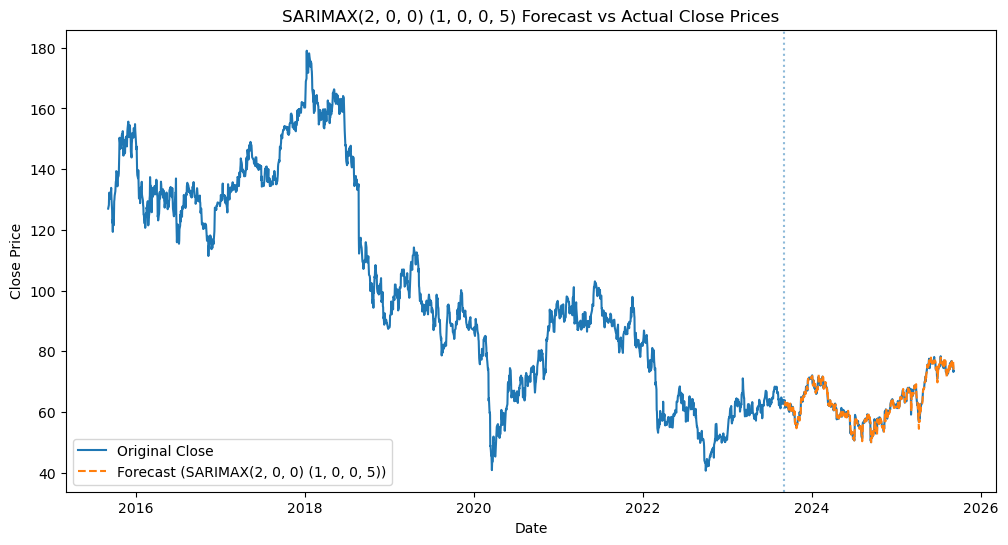 SARIMAX(2, 0, 0) (1, 0, 0, 5) Forecast vs Actual Close Prices
180
160
140
120
100
80
60
40
Close Price
Original Close
Forecast (SARIMAX(2, 0, 0) (1, 0, 0, 5))
2016 2018 2020 2022 2024 2026
Date